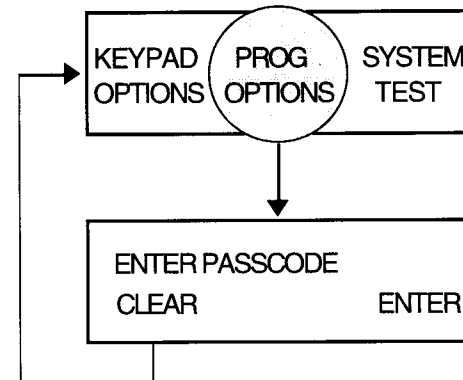 KEYPAD PROG SYSTEM
OPTIONS OPTIONS TEST
ENTER PASSCODE
CLEAR ENTER